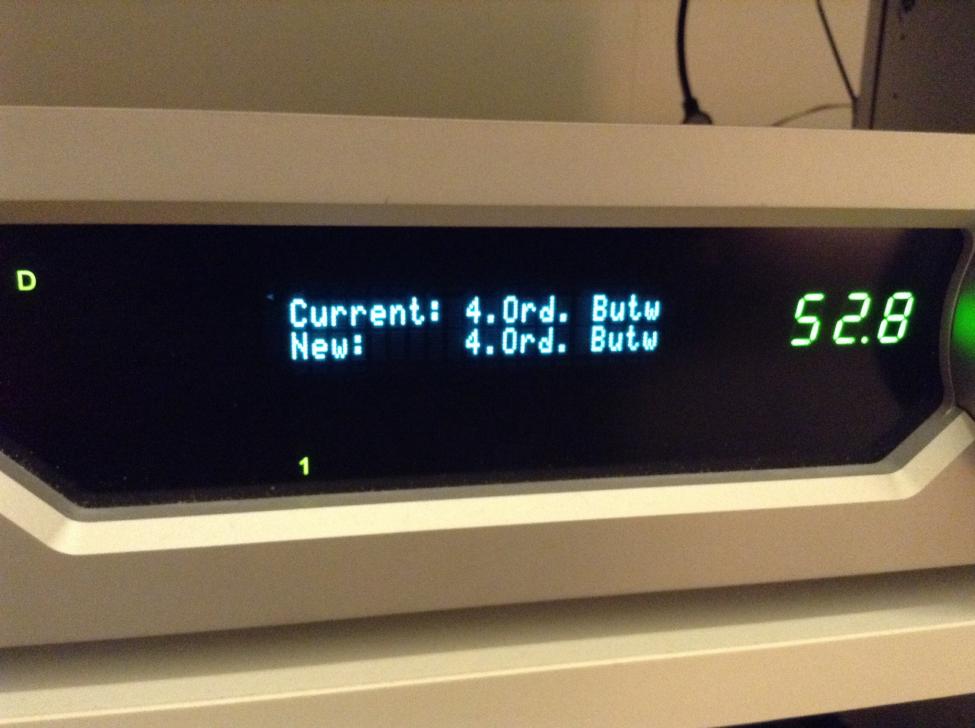 D
Current: 4.Ord. Butw
New: 4.Ord. Butw
52.8
1